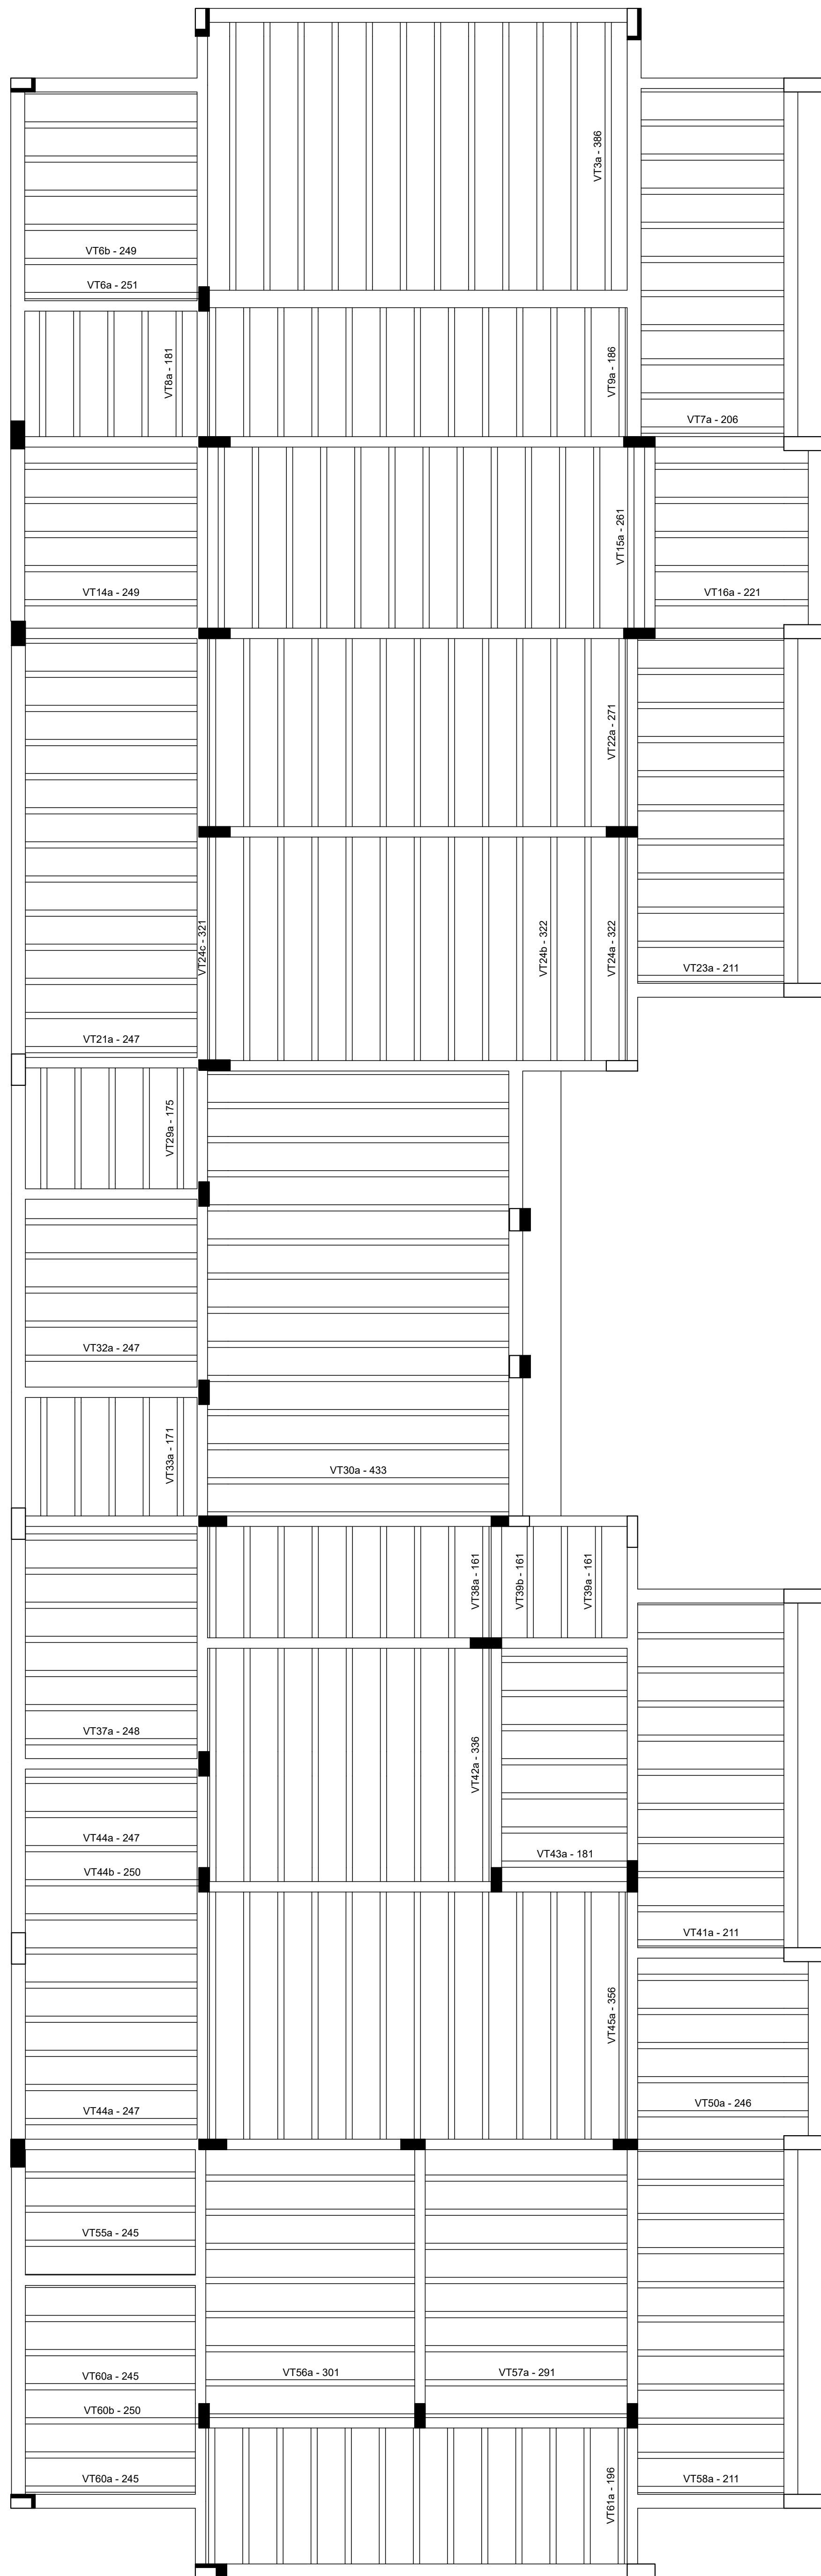 VT3a - 386
VT6b - 249
VT6a - 251
VT8a - 181
VT9a - 186
VT7a - 206
VT15a - 261
VT14a - 249
VT16a - 221
VT22a - 271
VT24c - 321
VT24b - 322
VT24a - 322
VT23a - 211
VT21a - 247
VT29a - 175
VT32a - 247
VT33a - 171
VT30a - 433
VT38a - 161
VT39b - 161
VT39a - 161
VT37a - 248
VT42a - 336
VT44a - 247
VT43a - 181
VT44b - 250
VT41a - 211
VT45a - 356
VT50a - 246
VT44a - 247
VT55a - 245
VT56a - 301
VT57a - 291
VT60a - 245
VT60b - 250
VT60a - 245
VT58a - 211
VT61a - 196